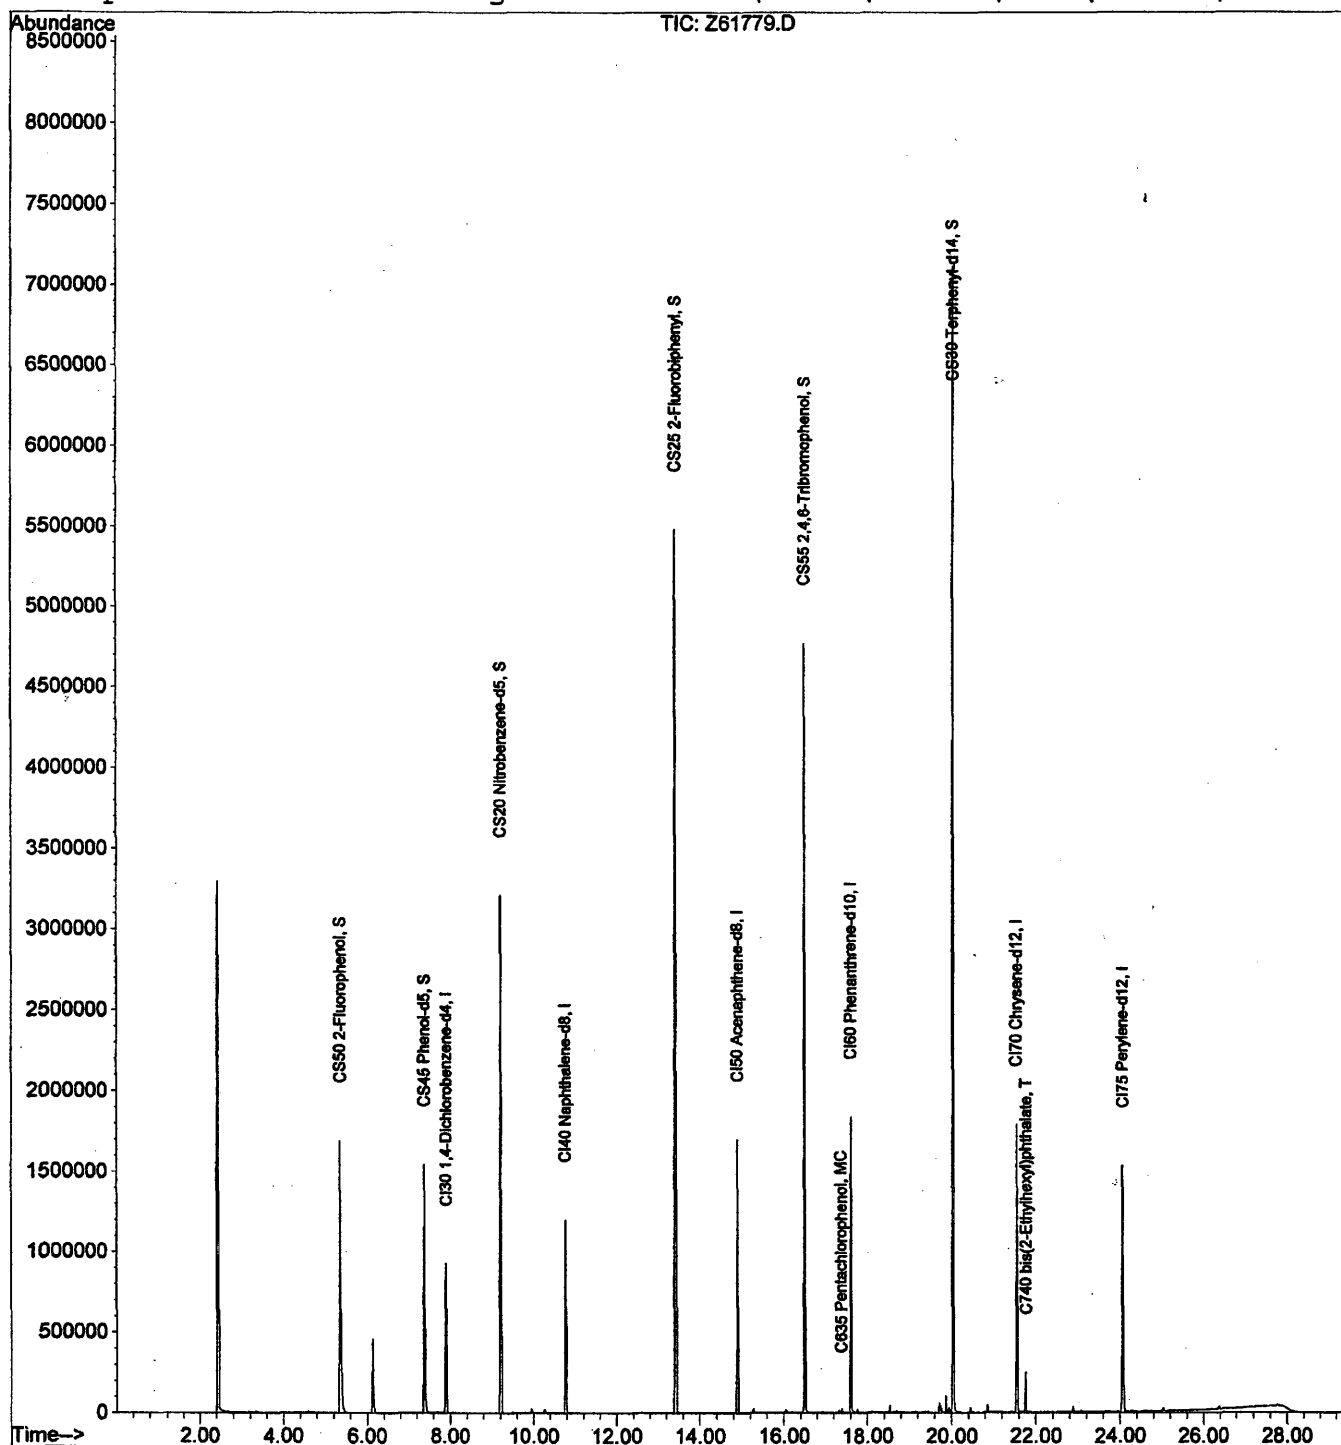 Abundance
TIC: Z61779.D
8500000
8000000
7500000
7000000
6500000
6000000
5500000
5000000
4500000
4000000
3500000
3000000
2500000
2000000
1500000
1000000
500000
0
CS50 2-Fluorophenol, S
CS45 Phenol-d5, S
CI30 1,4-Dichlorobenzene-d4, I
CS20 Nitrobenzene-d5, S
CI40 Naphthalene-d8, I
CS25 2-Fluorobiphenyl, S
CI50 Acenaphthene-d8, I
CS55 2,4,6-Tribromophenol, S
C635 Pentachlorophenol, MC
CI60 Phenanthrene-d10, I
CS30 Terphenyl-d14, S
CI70 Chrysene-d12, I
C740 bis(2-Ethylhexyl)phthalate, T
CI75 Perylene-d12, I
Time-->
2.00 4.00 6.00 8.00 10.00 12.00 14.00 16.00 18.00 20.00 22.00 24.00 26.00 28.00